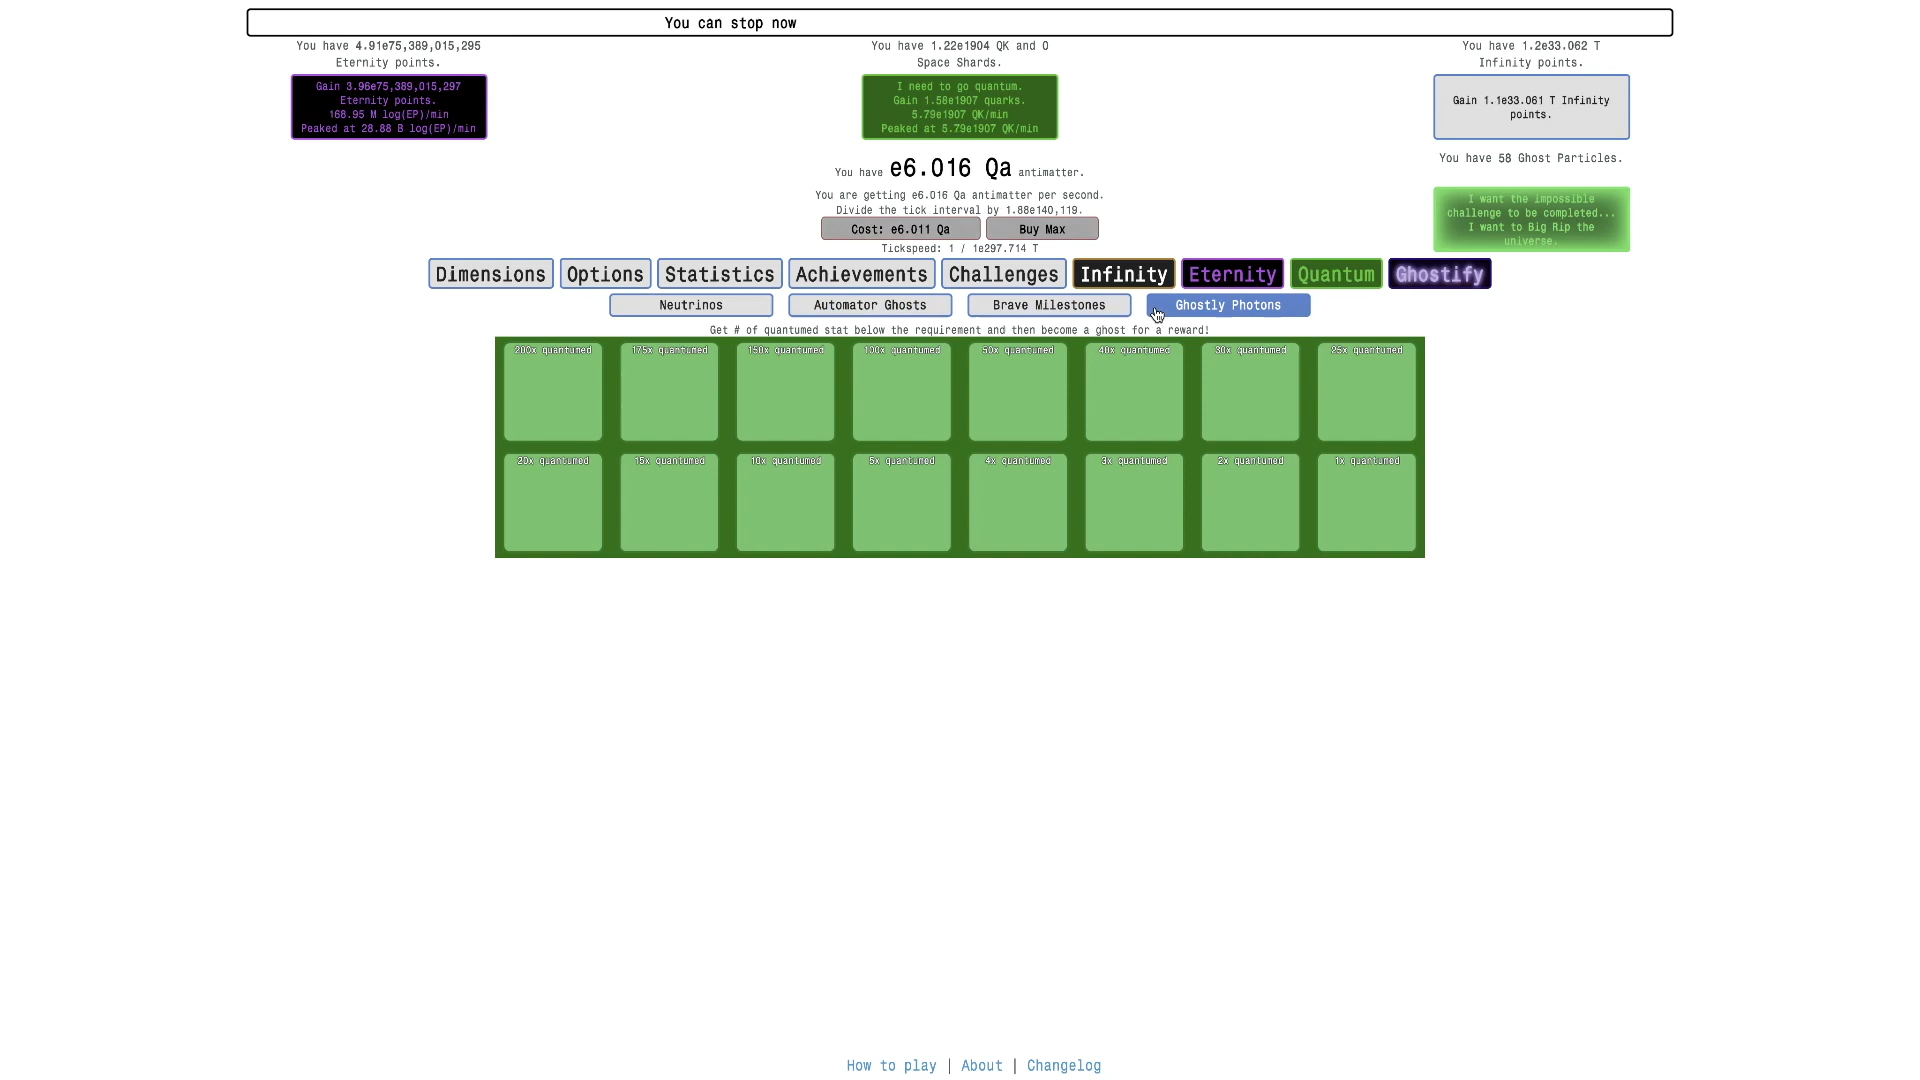 You can stop now
You have 4.91e75,389,015,295
Eternity points.
Gain 3.96e75,389,015,297
Eternity points.
168.95 M log(EP)/min
Peaked at 28.88 B log(EP)/min
You have 1.22e1904 QK and 0
Space Shards.
I need to go quantum.
Gain 1.58e1907 quarks.
5.79e1907 QK/min
Peaked at 5.79e1907 QK/min
You have 1.2e33.062 T
Infinity points.
Gain 1.1e33.061 T Infinity
points.
You have 58 Ghost Particles.
I want the impossible
challenge to be completed...
I want to Big Rip the
universe.
You have e6.016 Qa antimatter.
You are getting e6.016 Qa antimatter per second.
Divide the tick interval by 1.88e140,119.
Cost: e6.011 Qa Buy Max
Tickspeed: 1 / 1e297.714 T
Dimensions Options Statistics Achievements Challenges Infinity Eternity Quantum Ghostify
Neutrinos Automator Ghosts Brave Milestones Ghostly Photons
Get # of quantumed stat below the requirement and then become a ghost for a reward!
200x quantumed 175x quantumed 150x quantumed 100x quantumed 50x quantumed 40x quantumed 30x quantumed 25x quantumed
20x quantumed 15x quantumed 10x quantumed 5x quantumed 4x quantumed 3x quantumed 2x quantumed 1x quantumed
How to play | About | Changelog